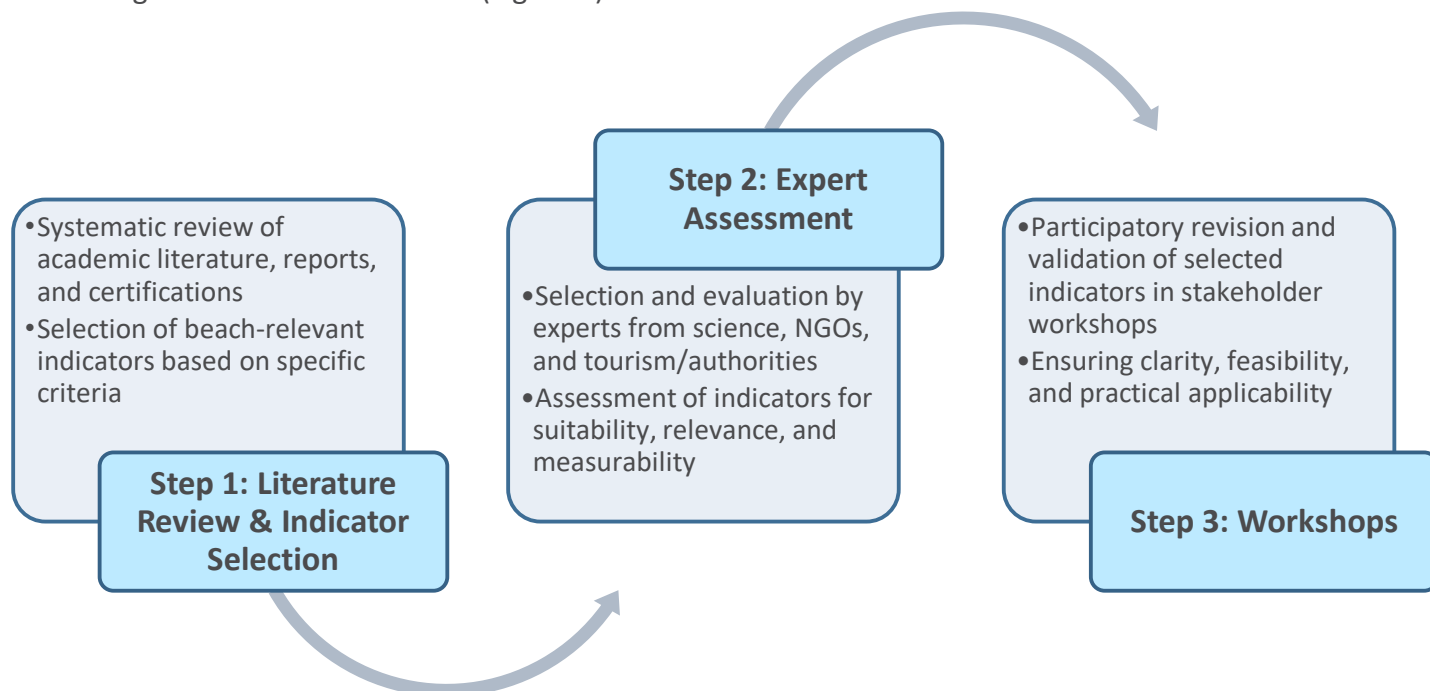 •Systematic review of
academic literature, reports,
and certifications
•Selection of beach-relevant
indicators based on specific
criteria
Step 1: Literature
Review & Indicator
Selection
Step 2: Expert
Assessment
•Selection and evaluation by
experts from science, NGOs,
and tourism/authorities
•Assessment of indicators for
suitability, relevance, and
measurability
•Participatory revision and
validation of selected
indicators in stakeholder
workshops
•Ensuring clarity, feasibility,
and practical applicability
Step 3: Workshops